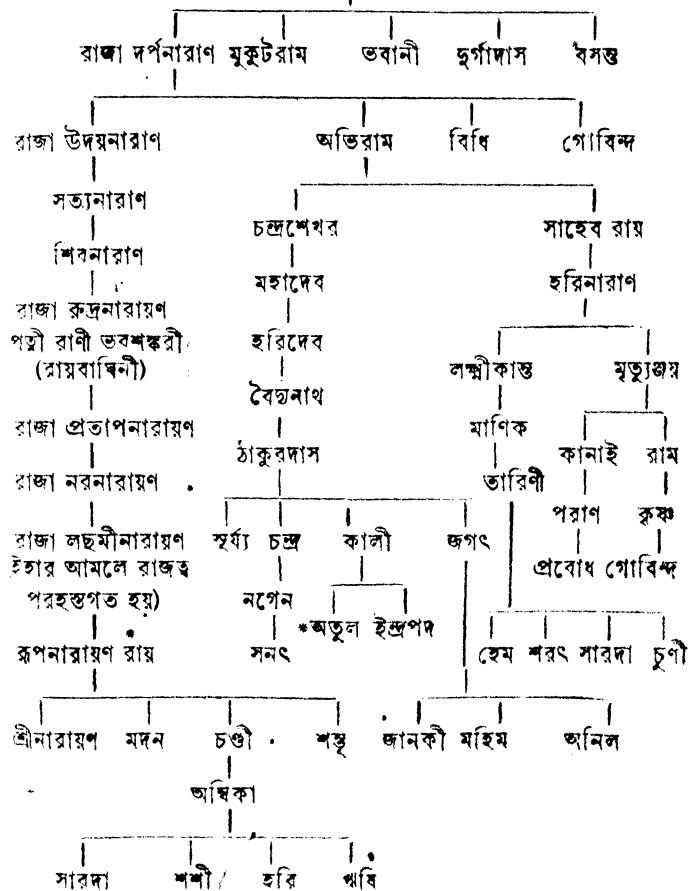 রাজা দর্পনারাণ মুকুটরাম ভবানী দুর্গাদাস বসন্ত
রাজা উদয়নারাণ অভিরাম বিধি গোবিন্দ
সত্যনারাণ চন্দ্রশেখর সাহেব রায়
শিবনারাণ মহাদেব হরিনারাণ
রাজা রুদ্রনারায়ণ
পত্নী রাণী ভবশঙ্করী হরিদেব
(রায়বাঘিনী) লক্ষ্মীকান্ত মৃত্যুঞ্জয়
বৈদ্যনাথ
রাজা প্রতাপনারায়ণ মাণিক
ঠাকুরদাস কানাই রাম
রাজা নরনারায়ণ তারিণী
পরাণ কৃষ্ণ
রাজা লছমীনারায়ণ সূর্য্য চন্দ্র কালী জগৎ
ইহার আমলে রাজত্ব প্রবোধ গোবিন্দ
পরহস্তগত হয়) নগেন
*অতুল ইন্দ্রপদ
রূপনারায়ণ রায় সনৎ হেম শরৎ সারদা চুণী
শ্রীনারায়ণ মদন চণ্ডী শম্ভূ জানকী মহিম অনিল
অম্বিকা
সারদা শশী হরি ঋষি